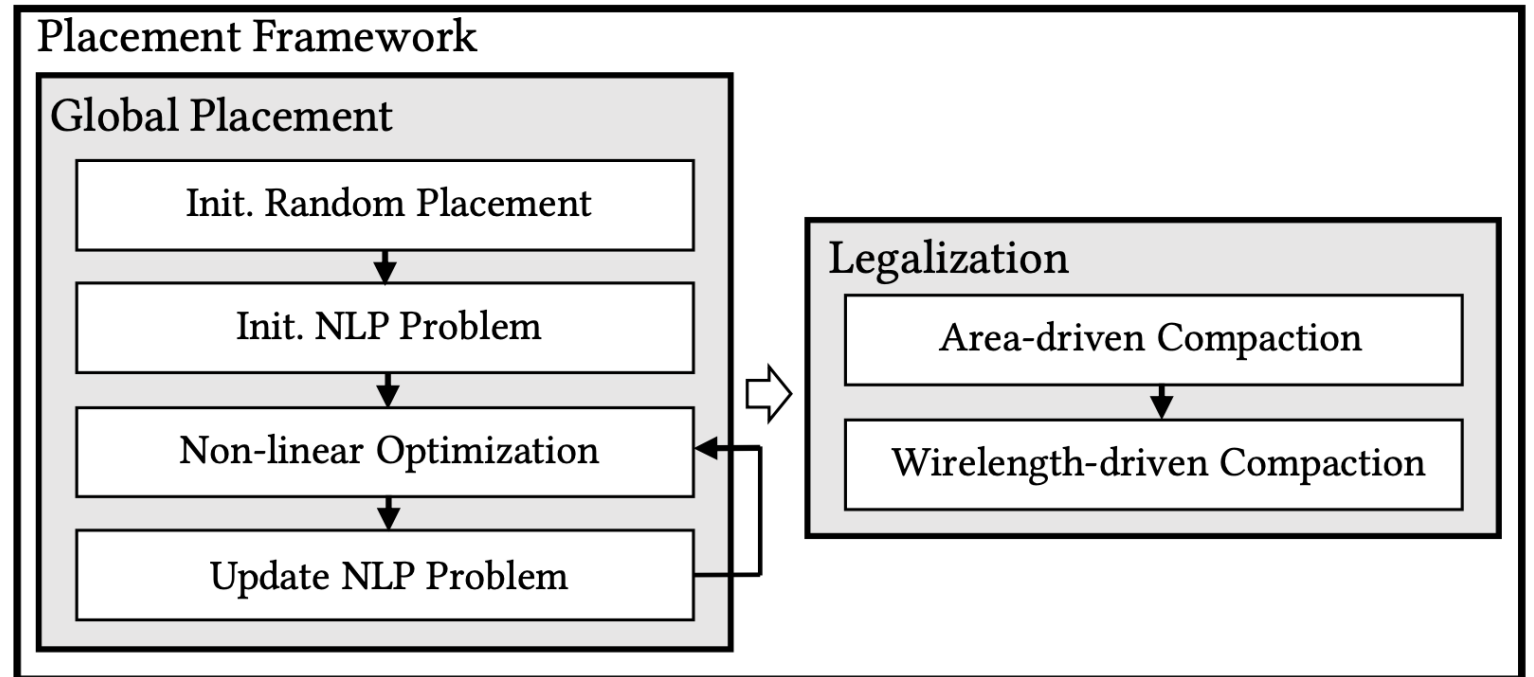 Placement Framework
Global Placement
Init. Random Placement
Init. NLP Problem
Non-linear Optimization
Update NLP Problem
Legalization
Area-driven Compaction
Wirelength-driven Compaction